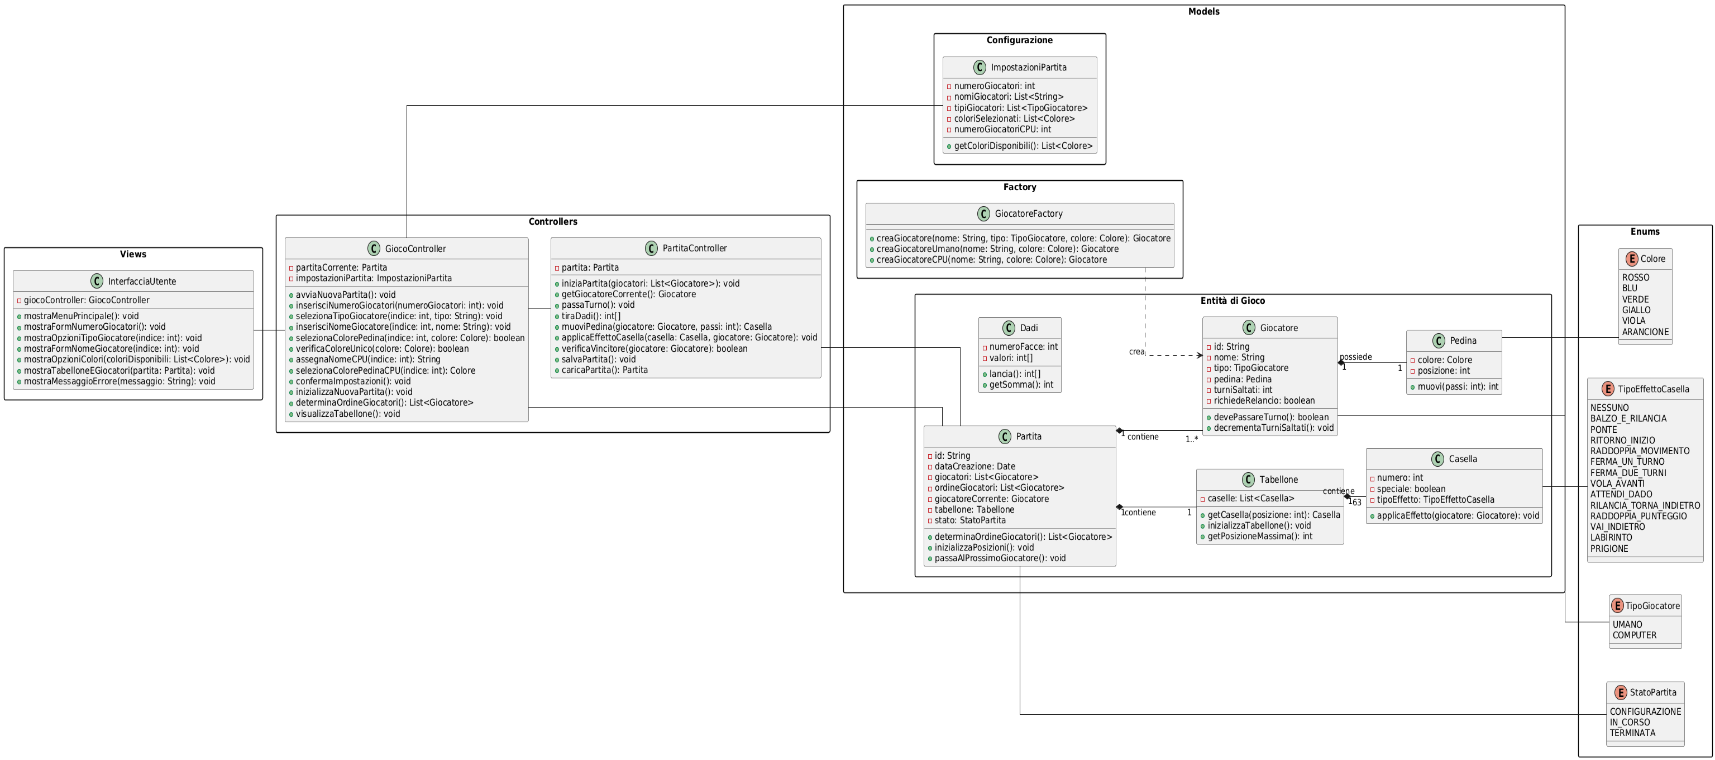 Views
InterfacciaUtente
giocoController: GiocoController
mostraMenuPrincipale(): void
mostraFormNumeroGiocatori(): void
mostraOpzioniTipoGiocatore(indice: int): void
mostraFormNomeGiocatore(indice: int): void
mostraOpzioniColori(coloriDisponibili: List<Colore>): void
mostraTabelloneEGiocatori(partita: Partita): void
mostraMessaggioErrore(messaggio: String): void
Controllers
GiocoController
partitaCorrente: Partita
impostazioniPartita: ImpostazioniPartita
avviaNuovaPartita(): void
inserisciNumeroGiocatori(numeroGiocatori: int): void
selezionaTipoGiocatore(indice: int, tipo: String): void
inserisciNomeGiocatore(indice: int, nome: String): void
selezionaColorePedina(indice: int, colore: Colore): boolean
verificaColoreUnico(colore: Colore): boolean
assegnaNomeCPU(indice: int): String
selezionaColorePedinaCPU(indice: int): Colore
confermaImpostazioni(): void
inizializzaNuovaPartita(): void
determinaOrdineGiocatori(): List<Giocatore>
visualizzaTabellone(): void
PartitaController
partita: Partita
iniziaPartita(giocatori: List<Giocatore>): void
getGiocatoreCorrente(): Giocatore
passaTurno(): void
tiraDadi(): int[]
muoviPedina(giocatore: Giocatore, passi: int): Casella
applicaEffettoCasella(casella: Casella, giocatore: Giocatore): void
verificaVincitore(giocatore: Giocatore): boolean
salvaPartita(): void
caricaPartita(): Partita
Models
Configurazione
ImpostazioniPartita
numeroGiocatori: int
nomiGiocatori: List<String>
tipiGiocatori: List<TipoGiocatore>
coloriSelezionati: List<Colore>
numeroGiocatoriCPU: int
getColoriDisponibili(): List<Colore>
Factory
GiocatoreFactory
creaGiocatore(nome: String, tipo: TipoGiocatore, colore: Colore): Giocatore
creaGiocatoreUmano(nome: String, colore: Colore): Giocatore
creaGiocatoreCPU(nome: String, colore: Colore): Giocatore
crea
Entità di Gioco
Dadi
numeroFacce: int
valori: int[]
lancia(): int[]
getSomma(): int
Giocatore
id: String
nome: String
tipo: TipoGiocatore
pedina: Pedina
turniSaltati: int
richiedeRelancio: boolean
devePassareTurno(): boolean
decrementaTurniSaltati(): void
possiede
1
1
Pedina
colore: Colore
posizione: int
muovi(passi: int): int
Partita
id: String
dataCreazione: Date
giocatori: List<Giocatore>
ordineGiocatori: List<Giocatore>
giocatoreCorrente: Giocatore
tabellone: Tabellone
stato: StatoPartita
determinaOrdineGiocatori(): List<Giocatore>
inizializzaPosizioni(): void
passaAlProssimoGiocatore(): void
1 contiene
1..*
1 contiene
1
Tabellone
caselle: List<Casella>
getCasella(posizione: int): Casella
inizializzaTabellone(): void
getPosizioneMassima(): int
contiene
1 63
Casella
numero: int
speciale: boolean
tipoEffetto: TipoEffettoCasella
applicaEffetto(giocatore: Giocatore): void
Enums
Colore
ROSSO
BLU
VERDE
GIALLO
VIOLA
ARANCIONE
TipoEffettoCasella
NESSUNO
BALZO_E_RILANCIA
PONTE
RITORNO_INIZIO
RADDOPPIA_MOVIMENTO
FERMA_UN_TURNO
FERMA_DUE_TURNI
VOLA_AVANTI
ATTENDI_DADO
RILANCIA_TORNA_INDIETRO
RADDOPPIA_PUNTEGGIO
VAI_INDIETRO
LABIRINTO
PRIGIONE
TipoGiocatore
UMANO
COMPUTER
StatoPartita
CONFIGURAZIONE
IN_CORSO
TERMINATA